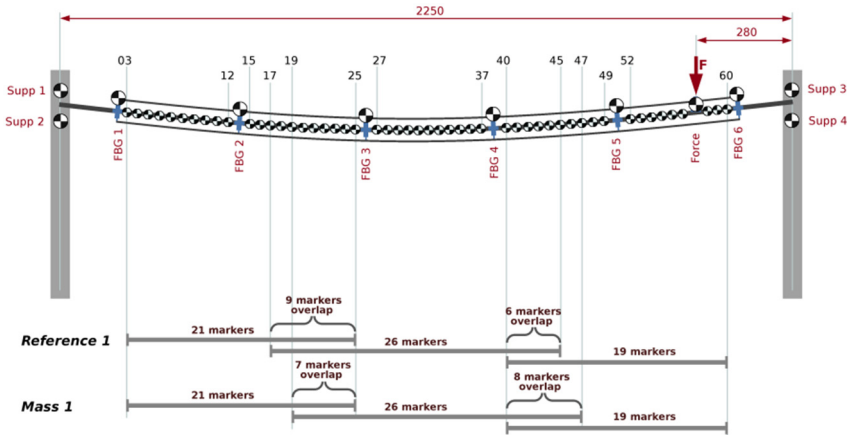 2250
280
F
03
15
19
27
40
45
47
52
12
17
25
37
49
60
Supp 1
Supp 2
Supp 3
Supp 4
FBG 1
FBG 2
FBG 3
FBG 4
FBG 5
Force
FBG 6
9 markers
overlap
6 markers
overlap
Reference 1
21 markers
26 markers
19 markers
7 markers
overlap
8 markers
overlap
Mass 1
21 markers
26 markers
19 markers